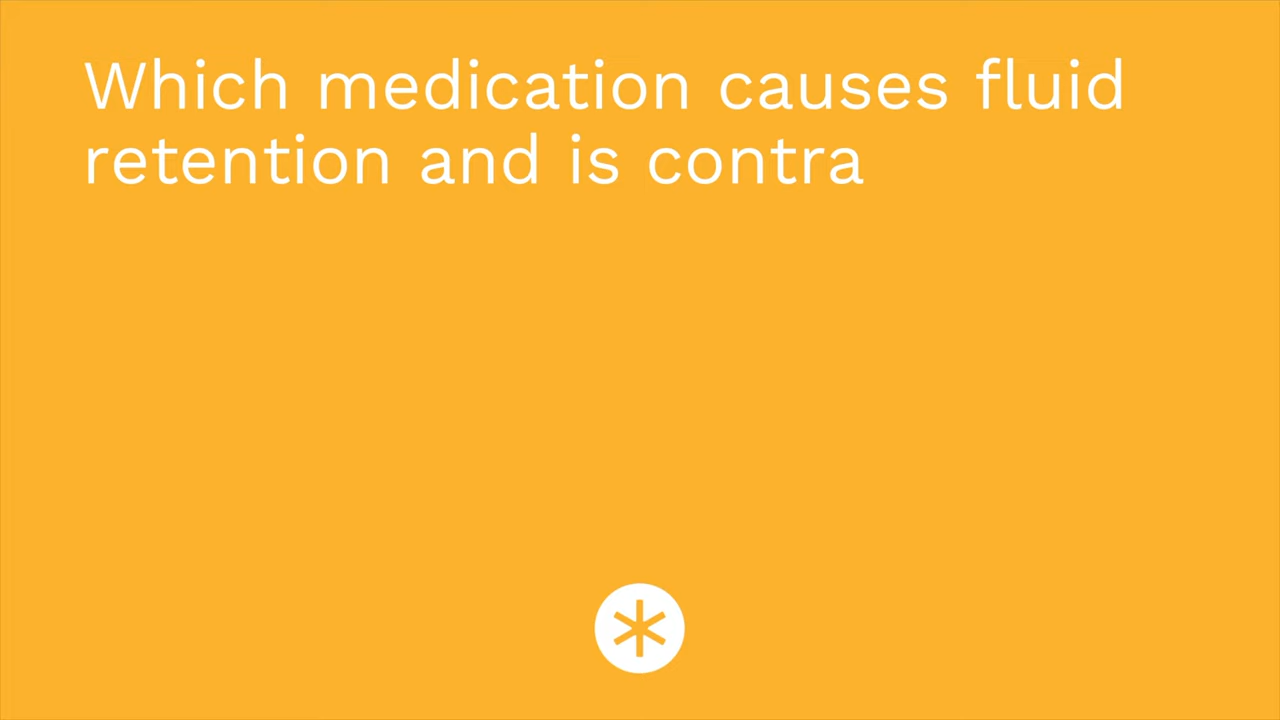 Which medication causes fluid
retention and is contra